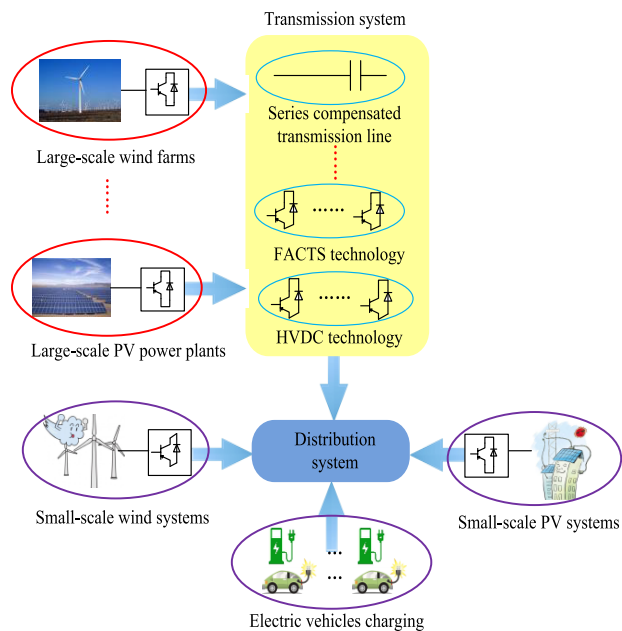 Transmission system
Series compensated
transmission line
Large-scale wind farms
FACTS technology
HVDC technology
Large-scale PV power plants
Distribution
system
Small-scale wind systems
Small-scale PV systems
Electric vehicles charging